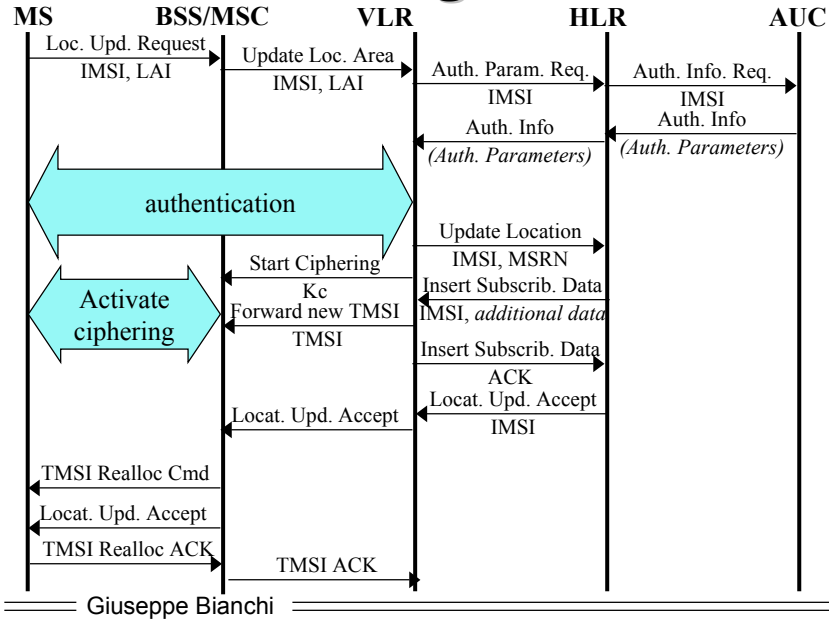 MS BSS/MSC VLR HLR AUC
Loc. Upd. Request
IMSI, LAI
Update Loc. Area
IMSI, LAI
Auth. Param. Req.
IMSI
Auth. Info. Req.
IMSI
Auth. Info
(Auth. Parameters)
Auth. Info
(Auth. Parameters)
authentication
Update Location
IMSI, MSRN
Start Ciphering
Kc
Activate
ciphering
Insert Subscrib. Data
IMSI, additional data
Forward new TMSI
TMSI
Insert Subscrib. Data
ACK
Locat. Upd. Accept
IMSI
Locat. Upd. Accept
TMSI Realloc Cmd
Locat. Upd. Accept
TMSI Realloc ACK
TMSI ACK
Giuseppe Bianchi